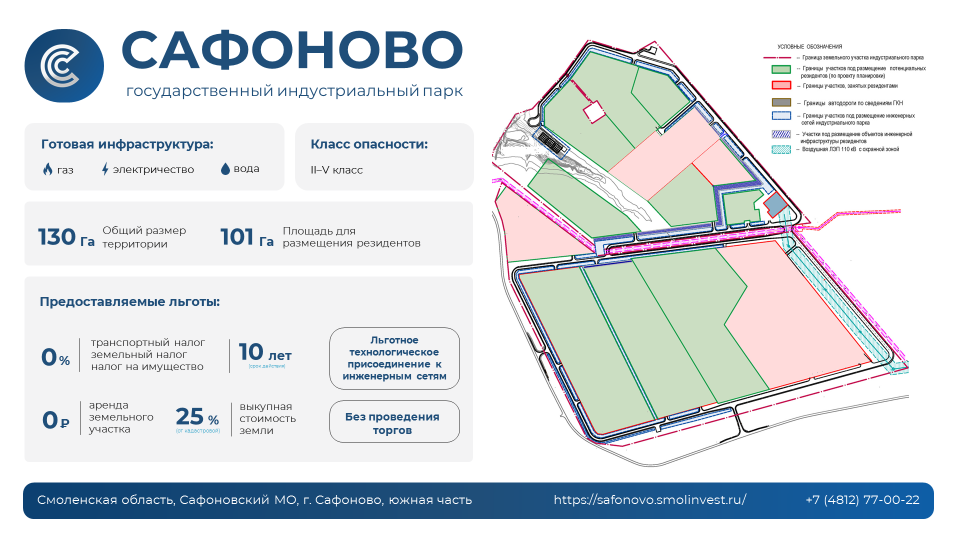 САФОНОВО
государственный индустриальный парк
Готовая инфраструктура:
газ
электричество
вода
Класс опасности:
II–V класс
130 Га
Общий размер
территории
101 Га
Площадь для
размещения резидентов
Предоставляемые льготы:
0 %
транспортный налог
земельный налог
налог на имущество
10 лет
(срок действия)
Льготное
технологическое
присоединение к
инженерным сетям
0 ₽
аренда
земельного
участка
25 %
(от кадастровой)
выкупная
стоимость
земли
Без проведения
торгов
УСЛОВНЫЕ ОБОЗНАЧЕНИЯ
– Граница земельного участка индустриального парка
– Границы участков под размещение потенциальных
резидентов (по проекту планировки)
– Границы участков, занятых резидентами
– Границы автодороги по сведениям ГКН
– Границы участков под размещение инженерных
сетей индустриального парка
– Участки под размещение объектов инженерной
инфраструктуры резидентов
– Воздушная ЛЭП 110 кВ с охранной зоной
Смоленская область, Сафоновский МО, г. Сафоново, южная часть
https://safonovo.smolinvest.ru/
+7 (4812) 77-00-22